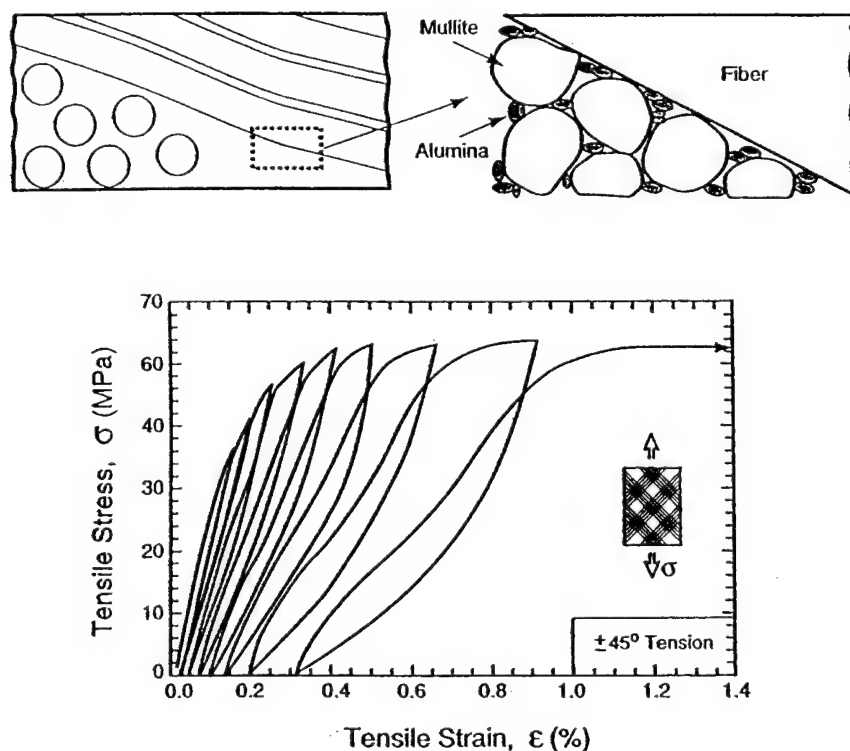 Mullite
Fiber
Alumina
70
60
50
40
30
20
10
0
Tensile Stress, σ (MPa)
σ
±45° Tension
0.0 0.2 0.4 0.6 0.8 1.0 1.2 1.4
Tensile Strain, ε (%)